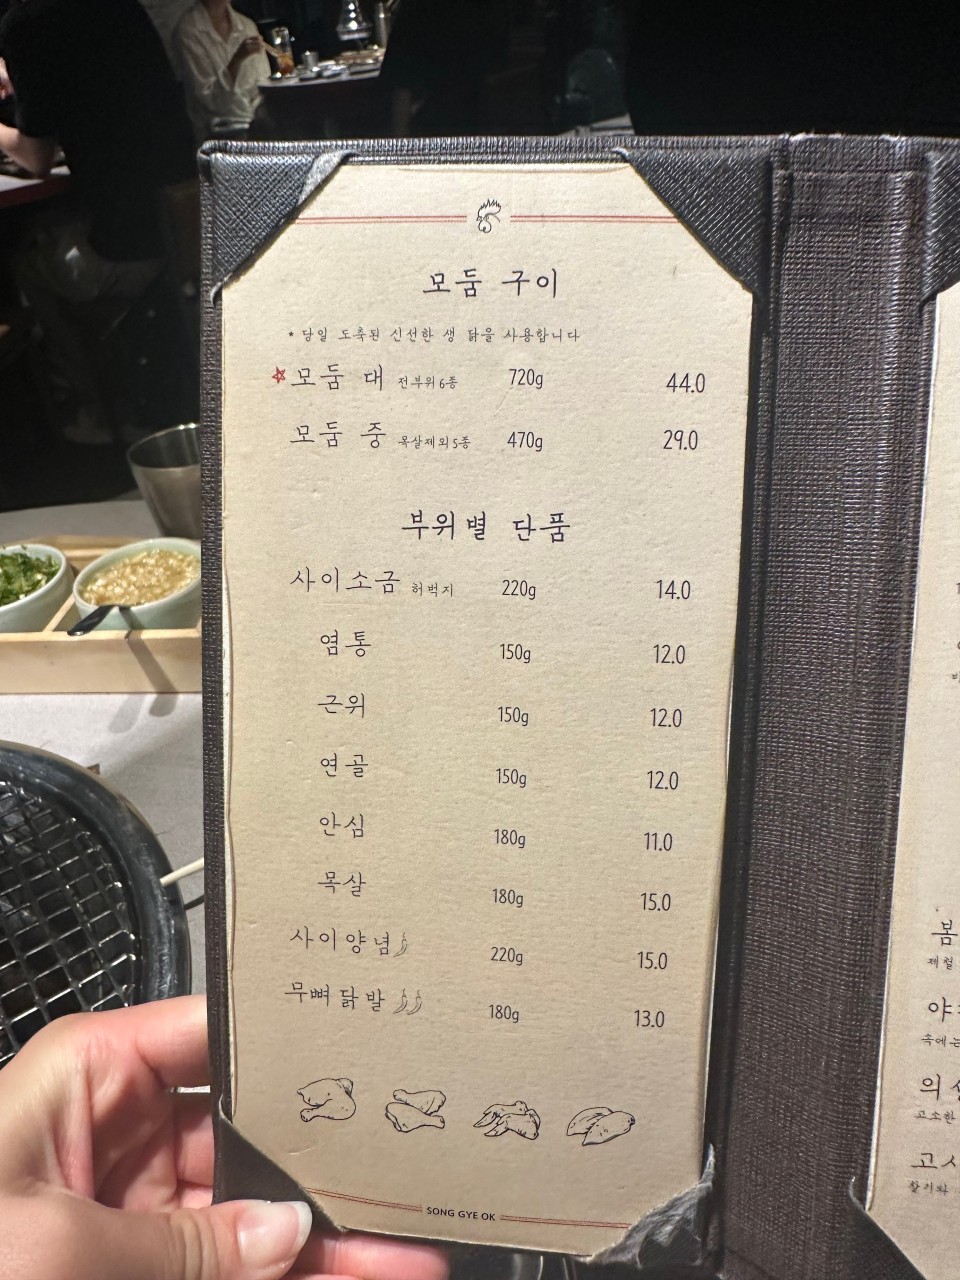 모둠 구이
* 당일 도축된 신선한 생 닭을 사용합니다
모둠 대 전부위 6종 720g 44.0
모둠 중 목살제외 5종 470g 29.0
부위별 단품
사이소금 허벅지 220g 14.0
염통 150g 12.0
근위 150g 12.0
연골 150g 12.0
안심 180g 11.0
목살 180g 15.0
사이양념 220g 15.0
무뼈닭발 180g 13.0
SONG GYE OK
봄
제철
야
속에는
의성
고소한
고시